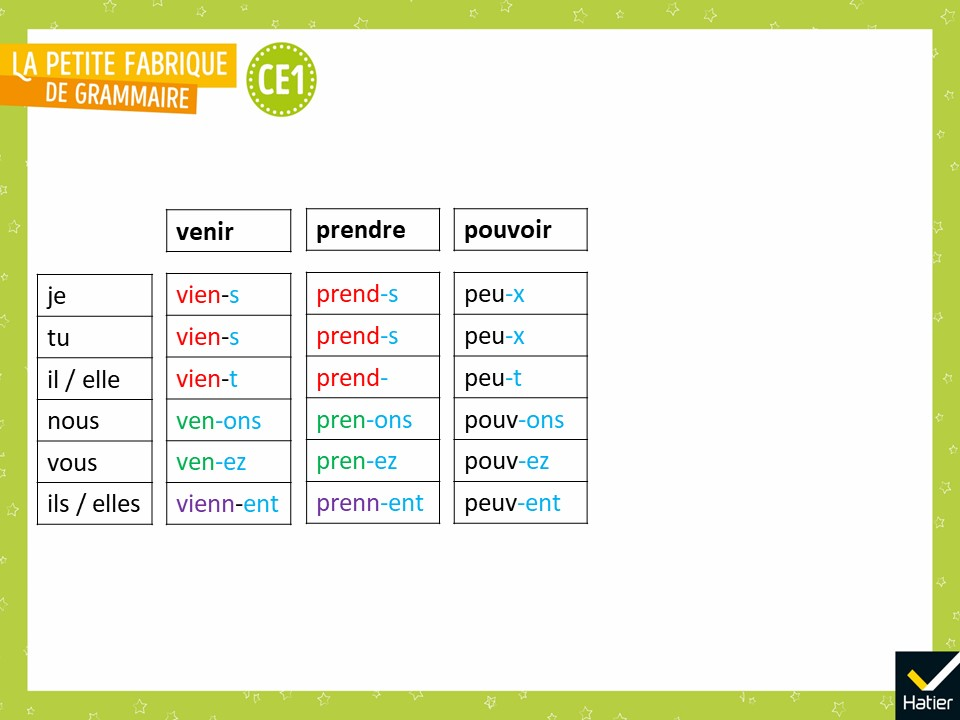 LA PETITE FABRIQUE
DE GRAMMAIRE
CE1
venir prendre pouvoir
je vien-s prend-s peu-x
tu vien-s prend-s peu-x
il / elle vien-t prend- peu-t
nous ven-ons pren-ons pouv-ons
vous ven-ez pren-ez pouv-ez
ils / elles vienn-ent prenn-ent peuv-ent
Hatier